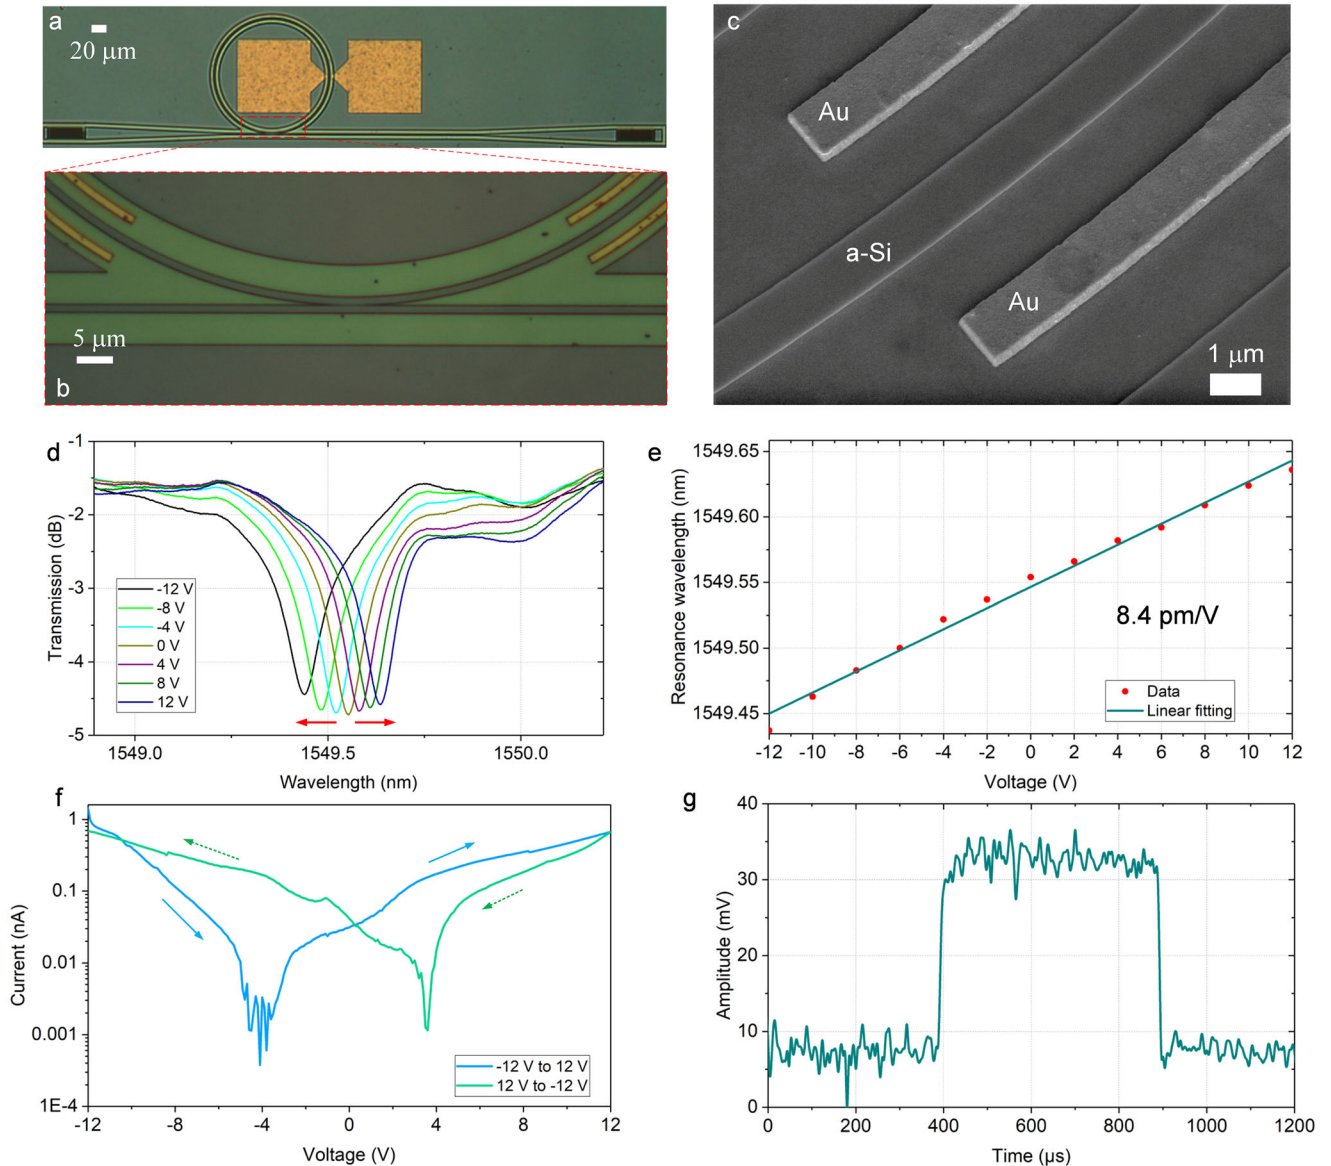 a
20 μm
b
5 μm
c
Au
a-Si
Au
1 μm
d
Transmission (dB)
-1
-2
-3
-4
-5
-12 V
-8 V
-4 V
0 V
4 V
8 V
12 V
1549.0
1549.5
1550.0
Wavelength (nm)
e
Resonance wavelength (nm)
1549.65
1549.60
1549.55
1549.50
1549.45
8.4 pm/V
Data
Linear fitting
-12
-10
-8
-6
-4
-2
0
2
4
6
8
10
12
Voltage (V)
f
Current (nA)
1
0.1
0.01
0.001
1E-4
-12 V to 12 V
12 V to -12 V
-12
-8
-4
0
4
8
12
Voltage (V)
g
Amplitude (mV)
40
30
20
10
0
0
200
400
600
800
1000
1200
Time (μs)